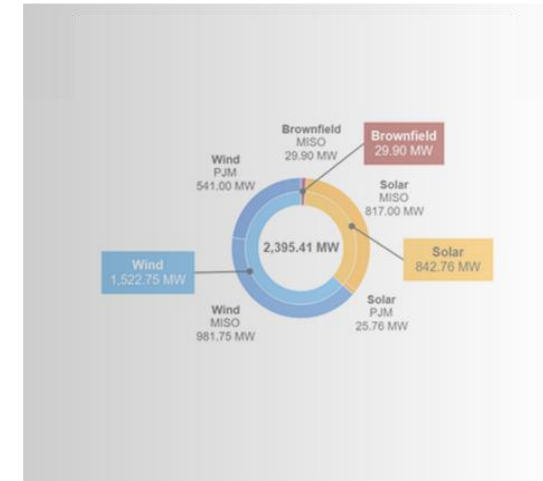 Brownfield
MISO
29.90 MW
Brownfield
29.90 MW
Wind
PJM
541.00 MW
Solar
MISO
817.00 MW
2,395.41 MW
Wind
1,522.75 MW
Solar
842.76 MW
Wind
MISO
981.75 MW
Solar
PJM
25.76 MW